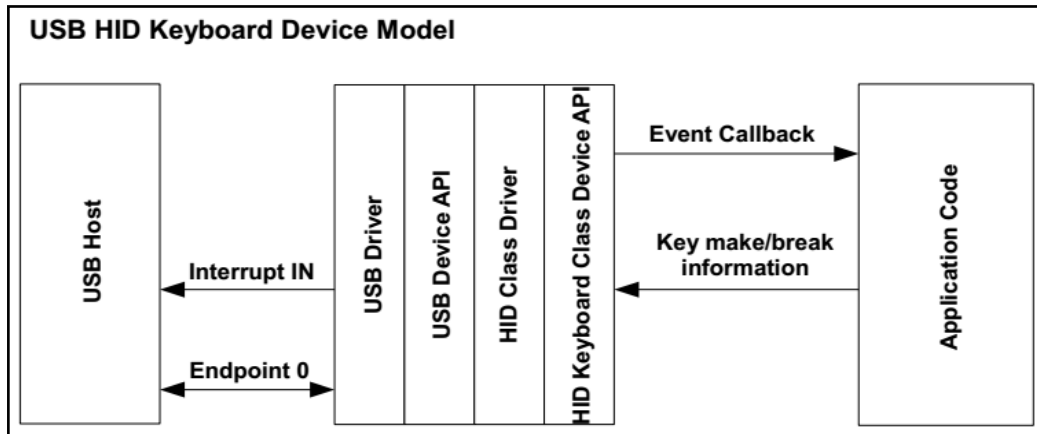 USB HID Keyboard Device Model
USB Host
Interrupt IN
Endpoint 0
USB Driver
USB Device API
HID Class Driver
HID Keyboard Class Device API
Event Callback
Key make/break
information
Application Code